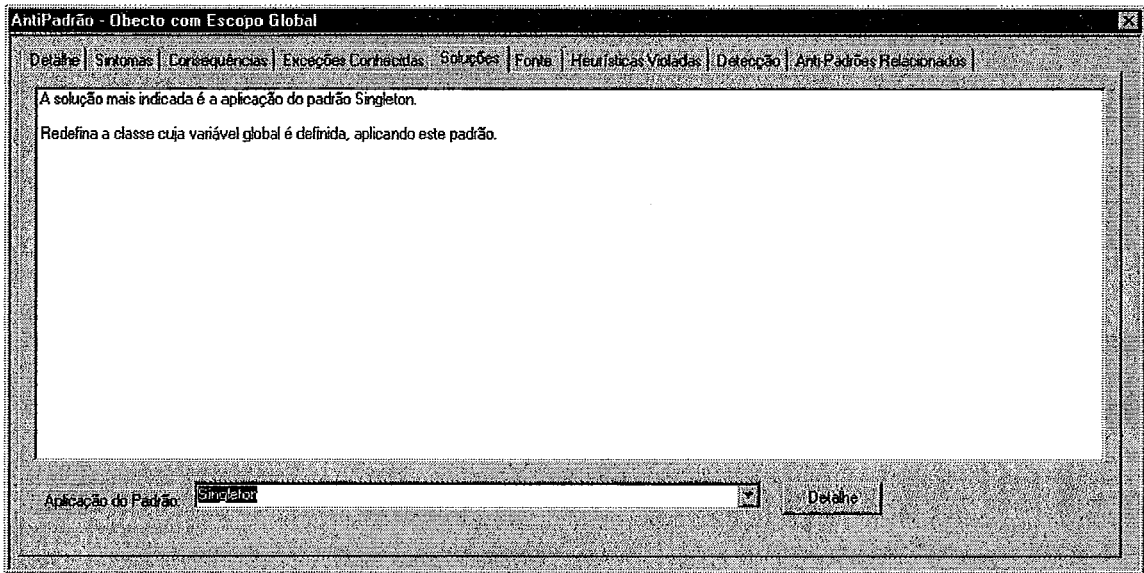 AntiPadrão - Obecto com Escopo Global
Detalhe Sintomas Consequências Exceções Conhecidas Soluções Fonte Heurísticas Violadas Detecção Anti-Padrões Relacionados
A solução mais indicada é a aplicação do padrão Singleton.
Redefina a classe cuja variável global é definida, aplicando este padrão.
Aplicação do Padrão: Singleton Detalhe